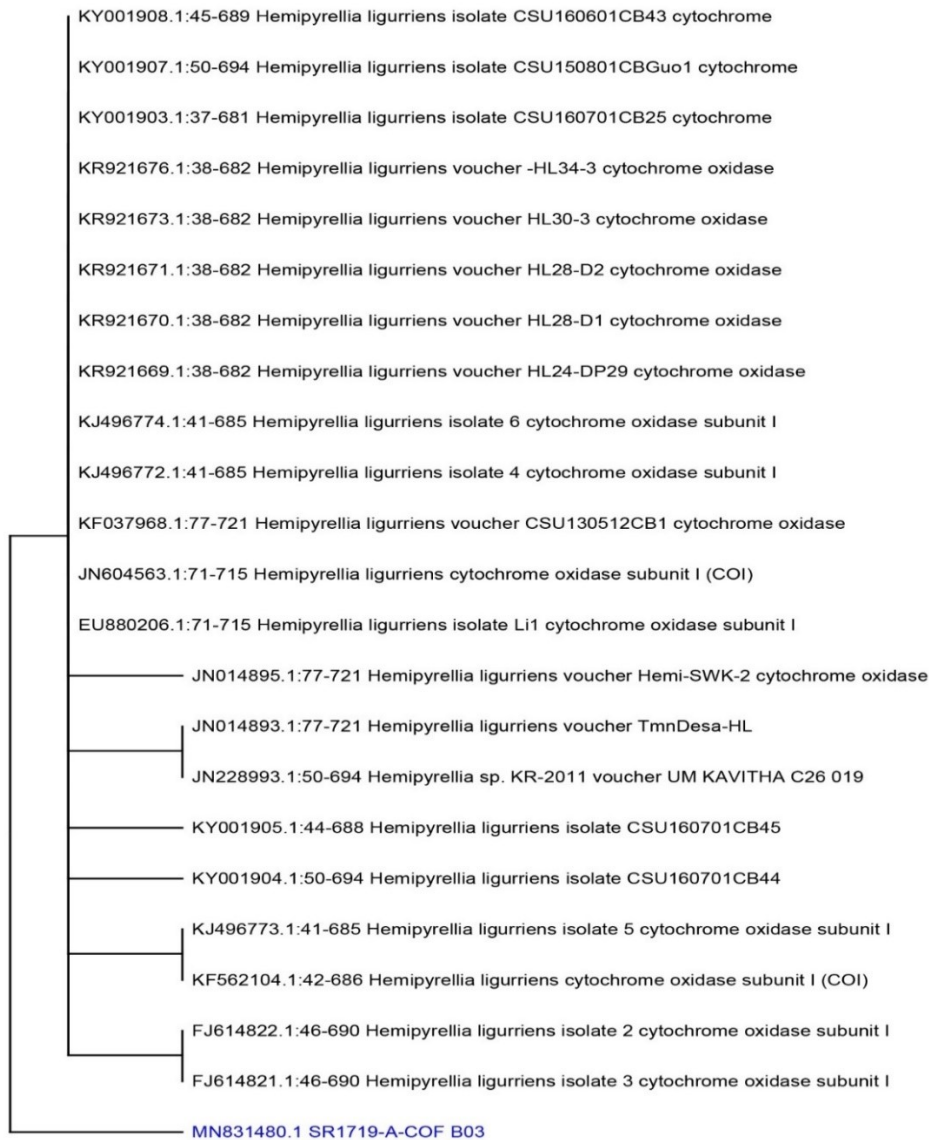 KY001908.1:45-689 Hemipyrellia ligurriens isolate CSU160601CB43 cytochrome
KY001907.1:50-694 Hemipyrellia ligurriens isolate CSU150801CBGuo1 cytochrome
KY001903.1:37-681 Hemipyrellia ligurriens isolate CSU160701CB25 cytochrome
KR921676.1:38-682 Hemipyrellia ligurriens voucher -HL34-3 cytochrome oxidase
KR921673.1:38-682 Hemipyrellia ligurriens voucher HL30-3 cytochrome oxidase
KR921671.1:38-682 Hemipyrellia ligurriens voucher HL28-D2 cytochrome oxidase
KR921670.1:38-682 Hemipyrellia ligurriens voucher HL28-D1 cytochrome oxidase
KR921669.1:38-682 Hemipyrellia ligurriens voucher HL24-DP29 cytochrome oxidase
KJ496774.1:41-685 Hemipyrellia ligurriens isolate 6 cytochrome oxidase subunit I
KJ496772.1:41-685 Hemipyrellia ligurriens isolate 4 cytochrome oxidase subunit I
KF037968.1:77-721 Hemipyrellia ligurriens voucher CSU130512CB1 cytochrome oxidase
JN604563.1:71-715 Hemipyrellia ligurriens cytochrome oxidase subunit I (COI)
EU880206.1:71-715 Hemipyrellia ligurriens isolate Li1 cytochrome oxidase subunit I
JN014895.1:77-721 Hemipyrellia ligurriens voucher Hemi-SWK-2 cytochrome oxidase
JN014893.1:77-721 Hemipyrellia ligurriens voucher TmnDesa-HL
JN228993.1:50-694 Hemipyrellia sp. KR-2011 voucher UM KAVITHA C26 019
KY001905.1:44-688 Hemipyrellia ligurriens isolate CSU160701CB45
KY001904.1:50-694 Hemipyrellia ligurriens isolate CSU160701CB44
KJ496773.1:41-685 Hemipyrellia ligurriens isolate 5 cytochrome oxidase subunit I
KF562104.1:42-686 Hemipyrellia ligurriens cytochrome oxidase subunit I (COI)
FJ614822.1:46-690 Hemipyrellia ligurriens isolate 2 cytochrome oxidase subunit I
FJ614821.1:46-690 Hemipyrellia ligurriens isolate 3 cytochrome oxidase subunit I
MN831480.1 SR1719-A-COF B03